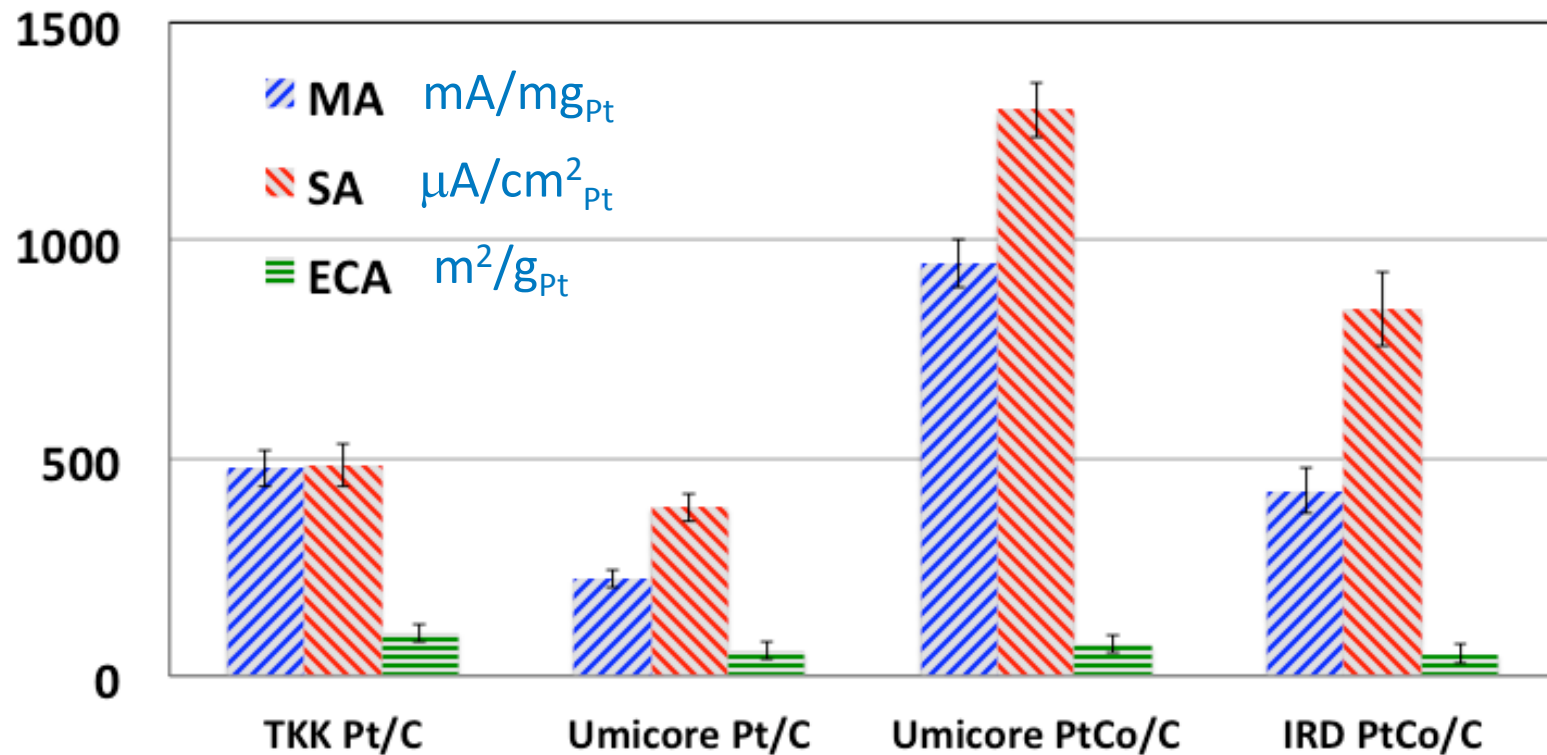 1500
MA mA/mgPt
SA μA/cm²Pt
1000
ECA m²/gPt
500
0
TKK Pt/C Umicore Pt/C Umicore PtCo/C IRD PtCo/C